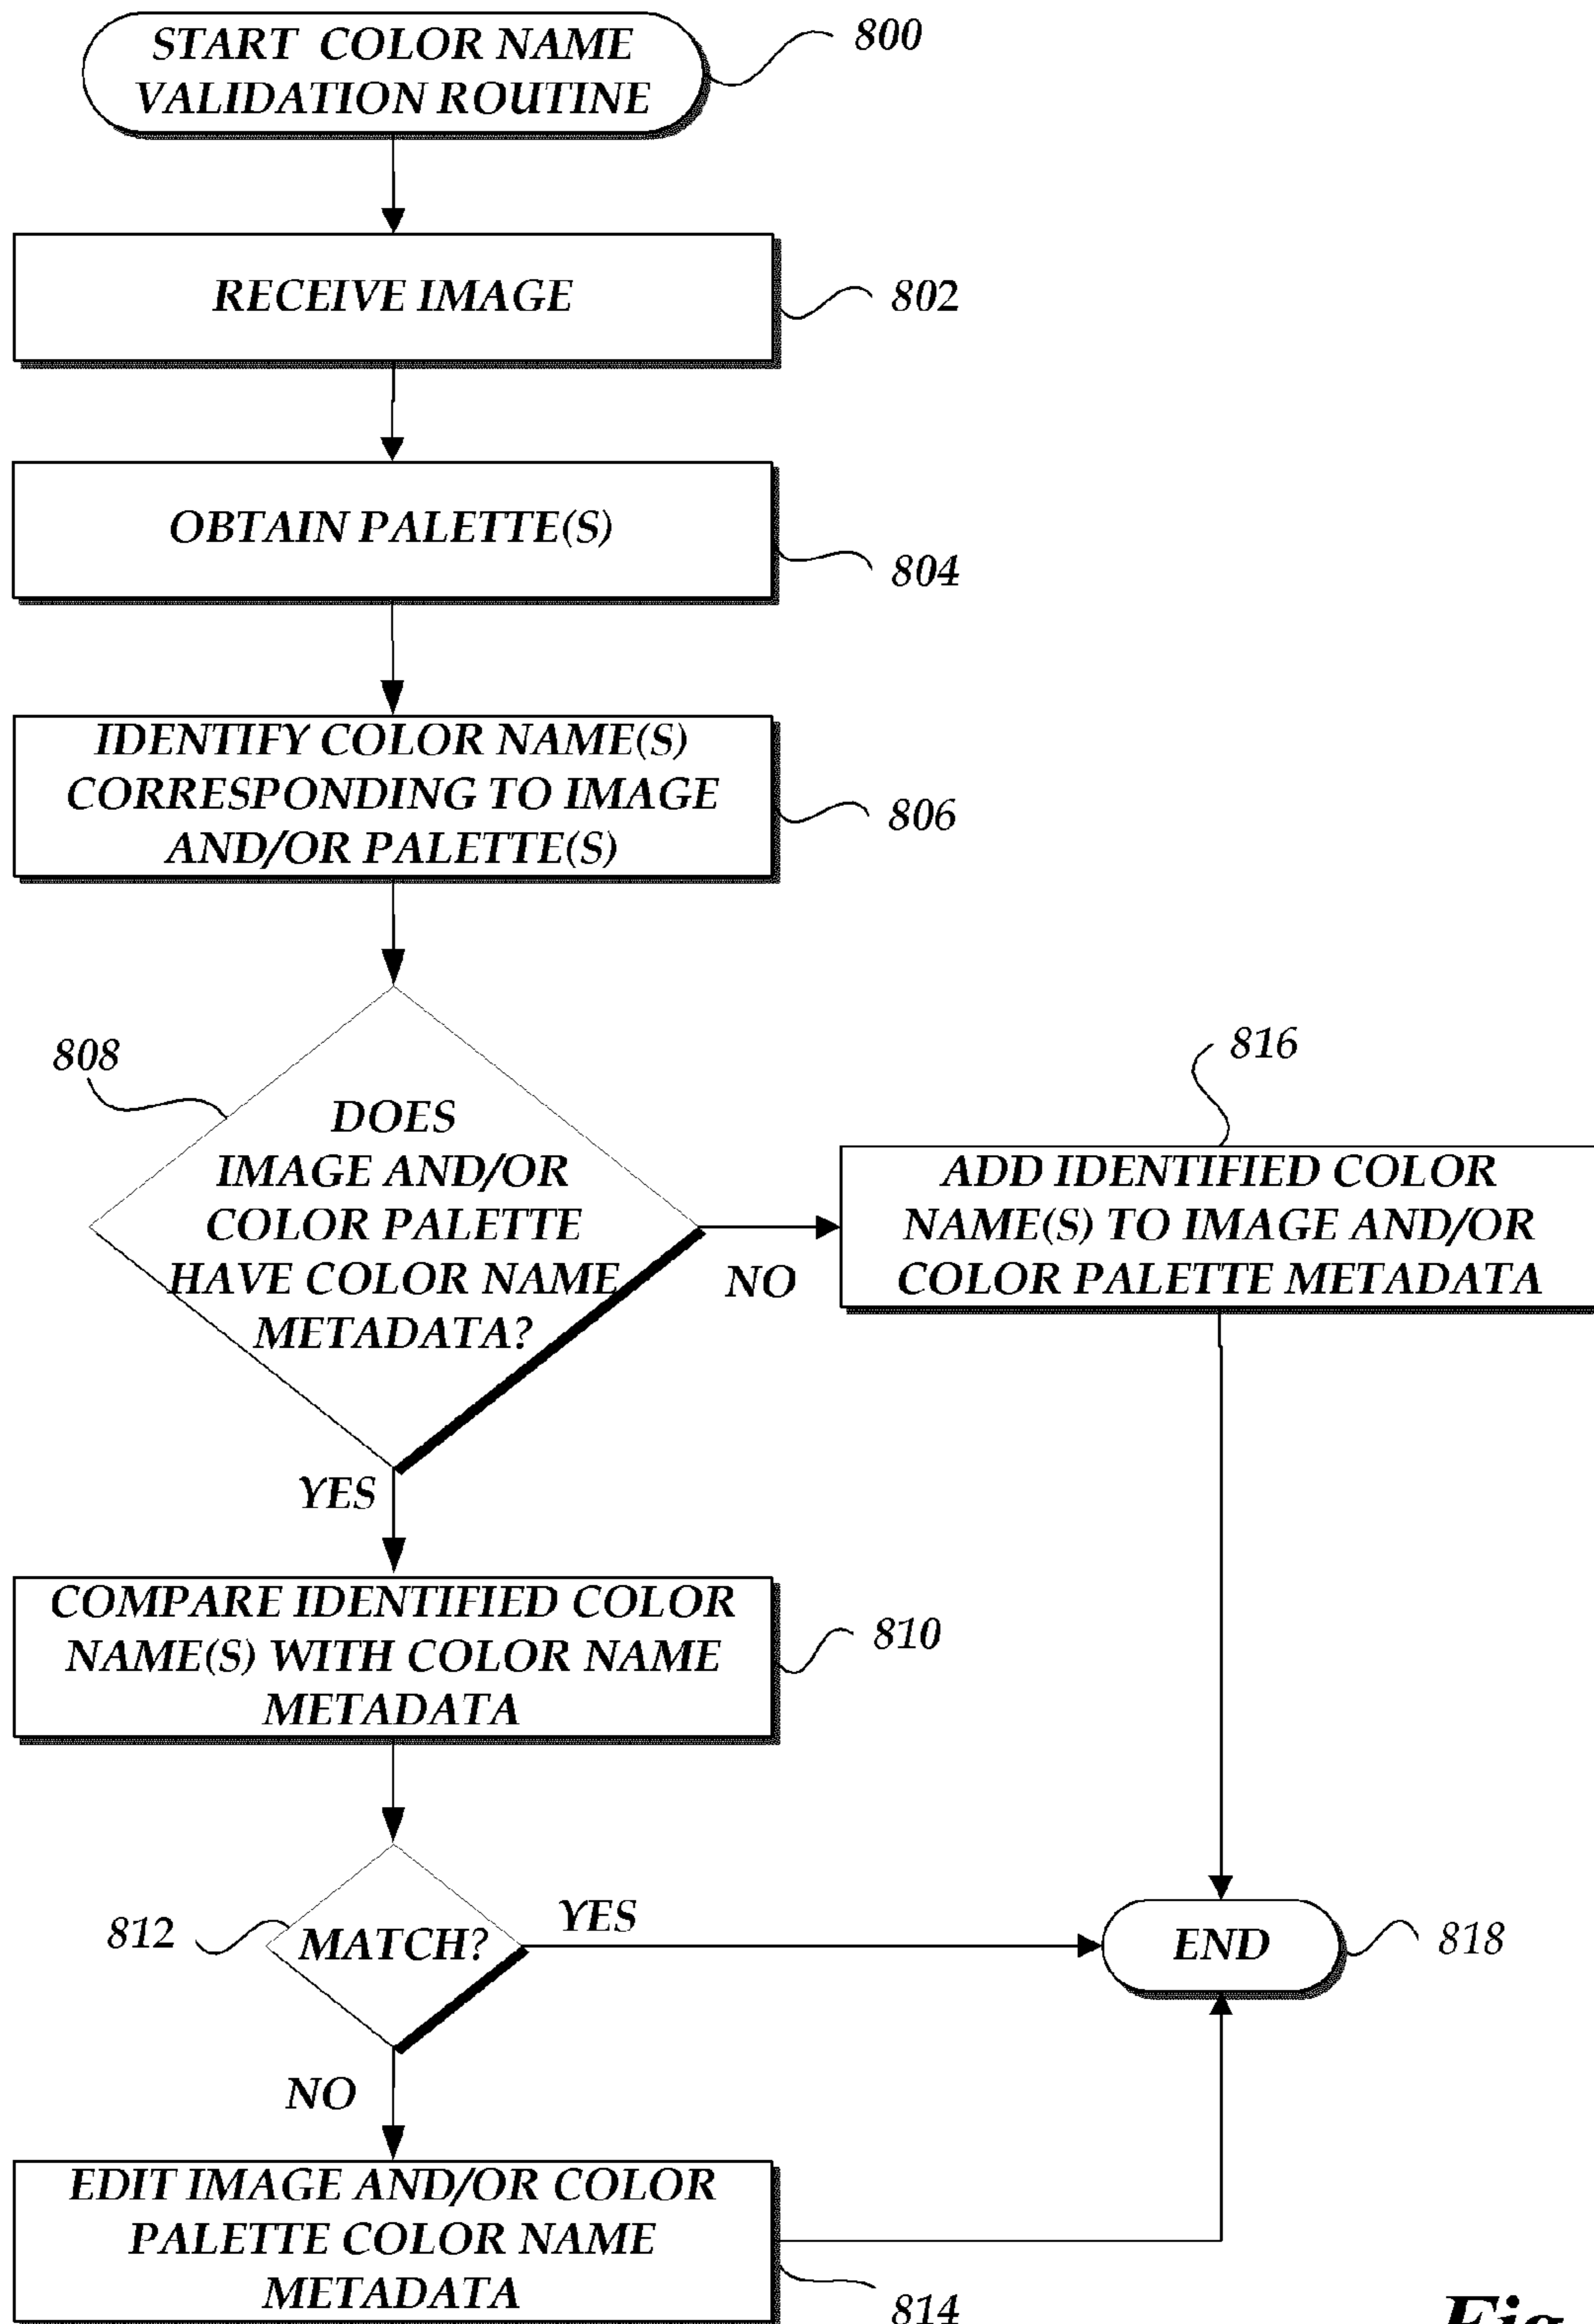 START COLOR NAME
VALIDATION ROUTINE
800
RECEIVE IMAGE
802
OBTAIN PALETTE(S)
804
IDENTIFY COLOR NAME(S)
CORRESPONDING TO IMAGE
AND/OR PALETTE(S)
806
808
DOES
IMAGE AND/OR
COLOR PALETTE
HAVE COLOR NAME
METADATA?
NO
816
ADD IDENTIFIED COLOR
NAME(S) TO IMAGE AND/OR
COLOR PALETTE METADATA
YES
COMPARE IDENTIFIED COLOR
NAME(S) WITH COLOR NAME
METADATA
810
812
MATCH?
YES
END
818
NO
EDIT IMAGE AND/OR COLOR
PALETTE COLOR NAME
METADATA
814
Fig